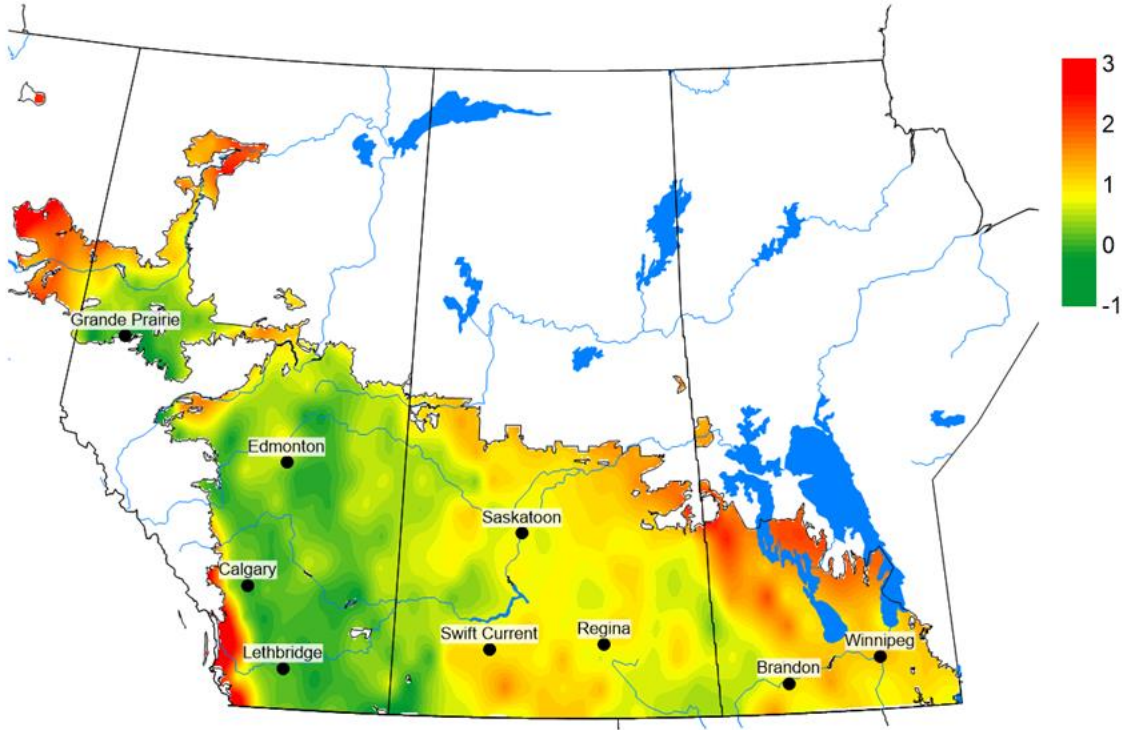 3
2
1
0
-1
Grande Prairie
Edmonton
Saskatoon
Calgary
Swift Current
Regina
Lethbridge
Winnipeg
Brandon